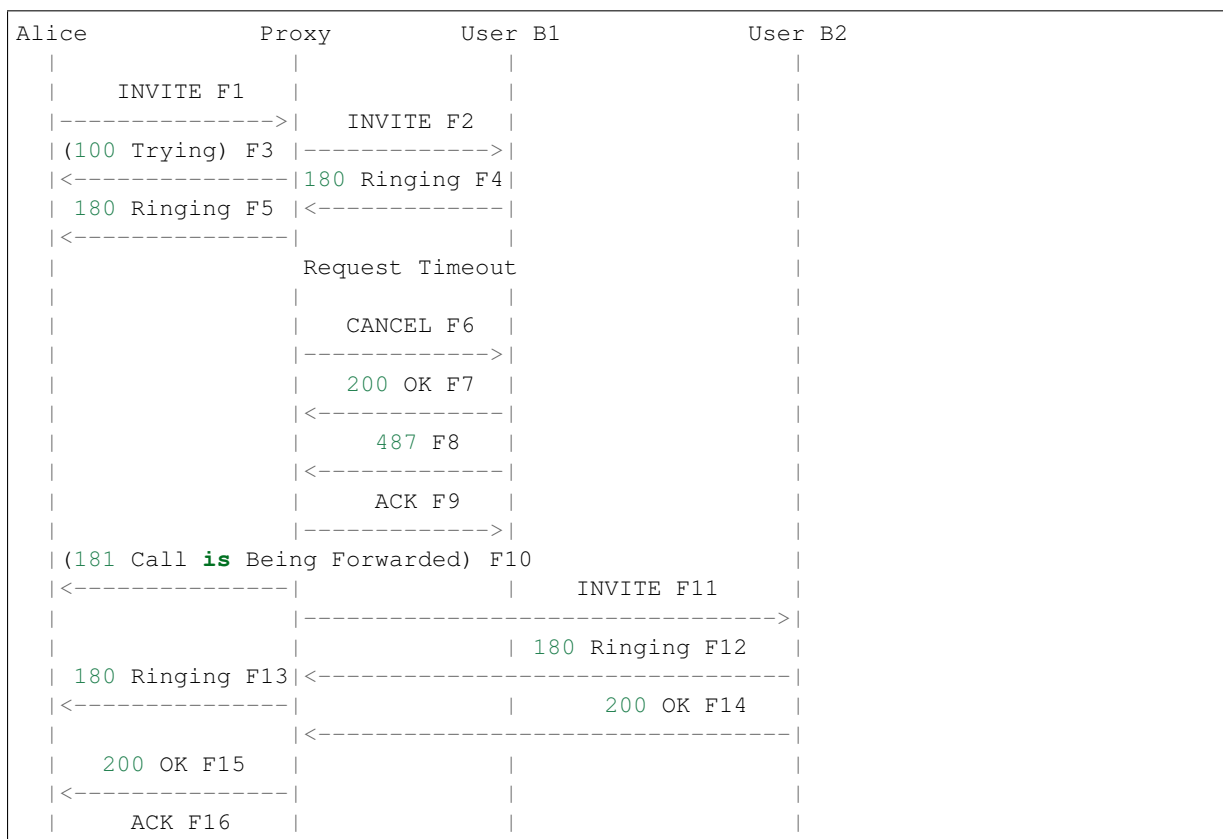 Alice           Proxy          User B1              User B2
  |                |              |                    |
  |    INVITE F1   |              |                    |
  |--------------->|   INVITE F2  |                    |
  |(100 Trying) F3 |------------->|                    |
  |<---------------|180 Ringing F4|                    |
  | 180 Ringing F5 |<-------------|                    |
  |<---------------|              |                    |
  |                Request Timeout                     |
  |                |              |                    |
  |                |   CANCEL F6  |                    |
  |                |------------->|                    |
  |                |   200 OK F7  |                    |
  |                |<-------------|                    |
  |                |     487 F8   |                    |
  |                |<-------------|                    |
  |                |     ACK F9   |                    |
  |                |------------->|                    |
  |(181 Call is Being Forwarded) F10                   |
  |<---------------|              |    INVITE F11      |
  |                |---------------------------------->|
  |                |              | 180 Ringing F12    |
  | 180 Ringing F13|<----------------------------------|
  |<---------------|              |      200 OK F14    |
  |                |<----------------------------------|
  |   200 OK F15   |              |                    |
  |<---------------|              |                    |
  |     ACK F16    |              |                    |